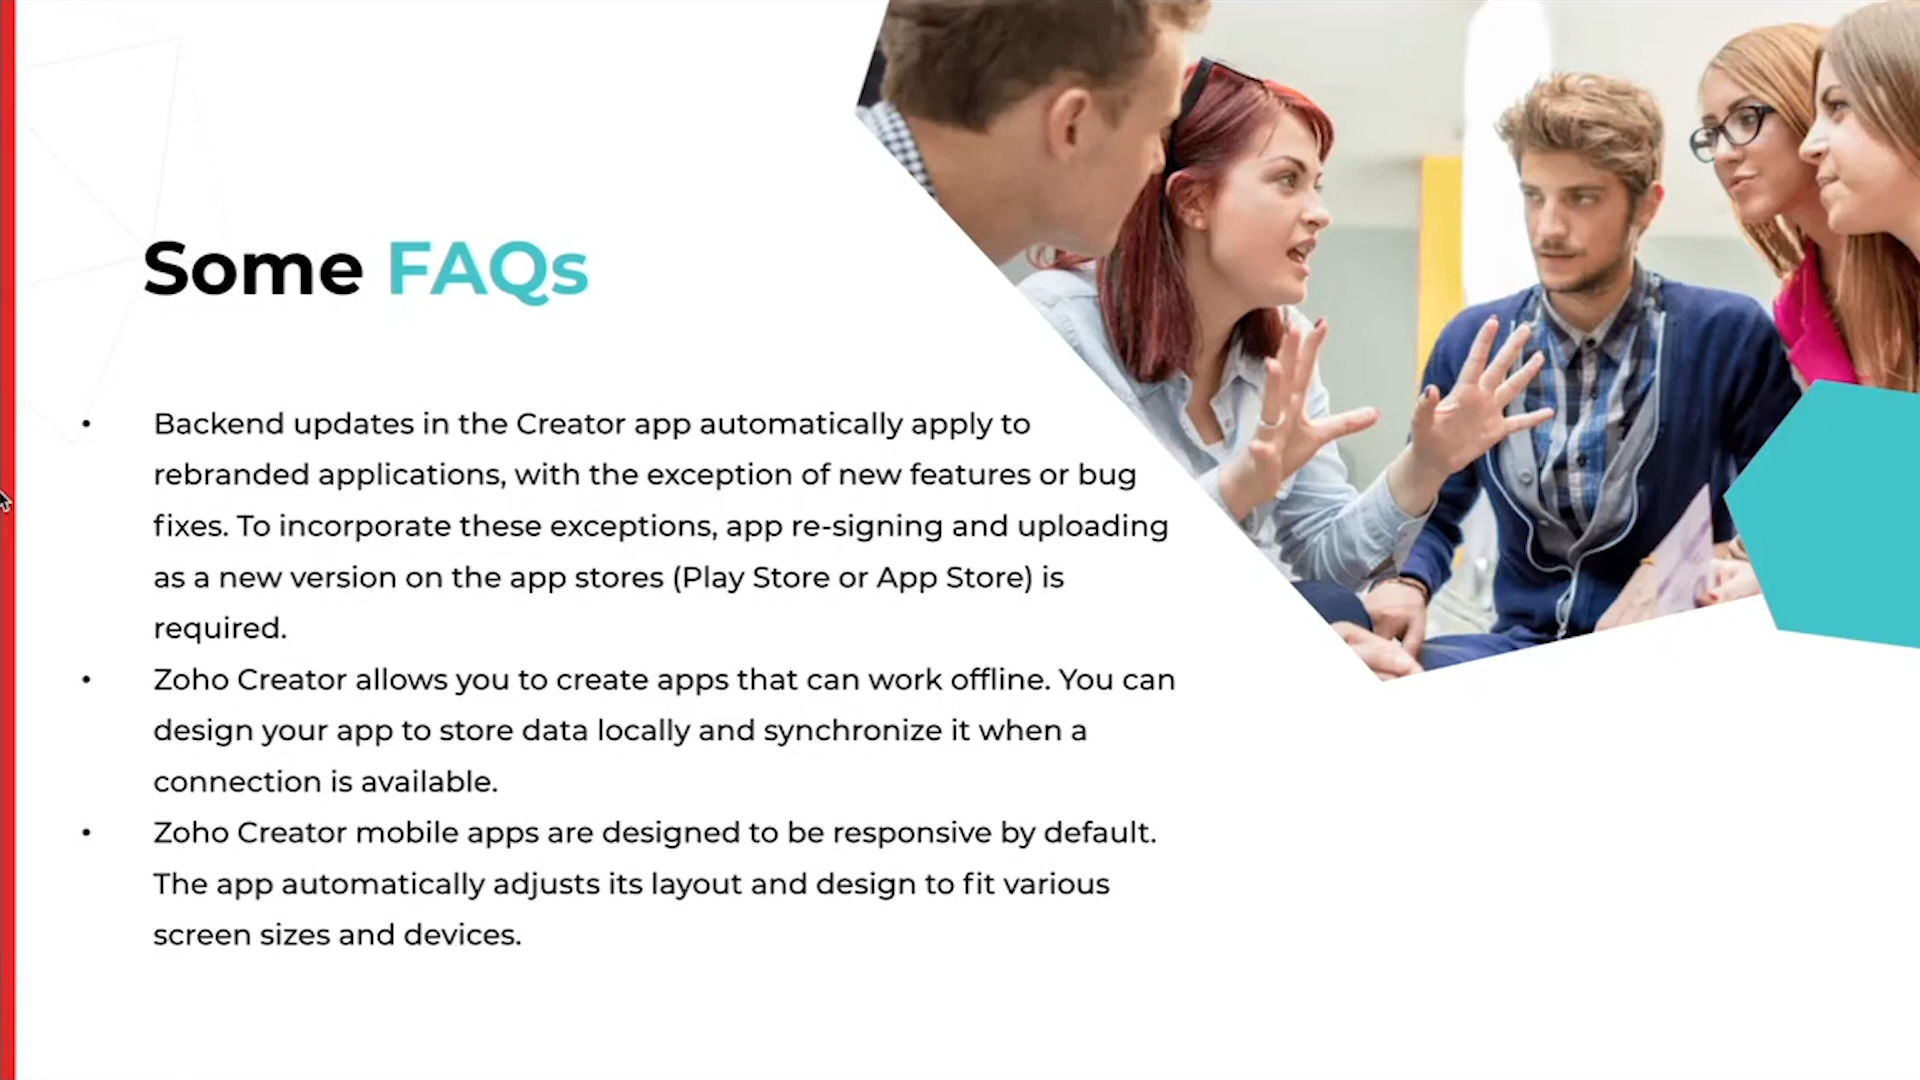 Some FAQs
• Backend updates in the Creator app automatically apply to
rebranded applications, with the exception of new features or bug
fixes. To incorporate these exceptions, app re-signing and uploading
as a new version on the app stores (Play Store or App Store) is
required.
• Zoho Creator allows you to create apps that can work offline. You can
design your app to store data locally and synchronize it when a
connection is available.
• Zoho Creator mobile apps are designed to be responsive by default.
The app automatically adjusts its layout and design to fit various
screen sizes and devices.